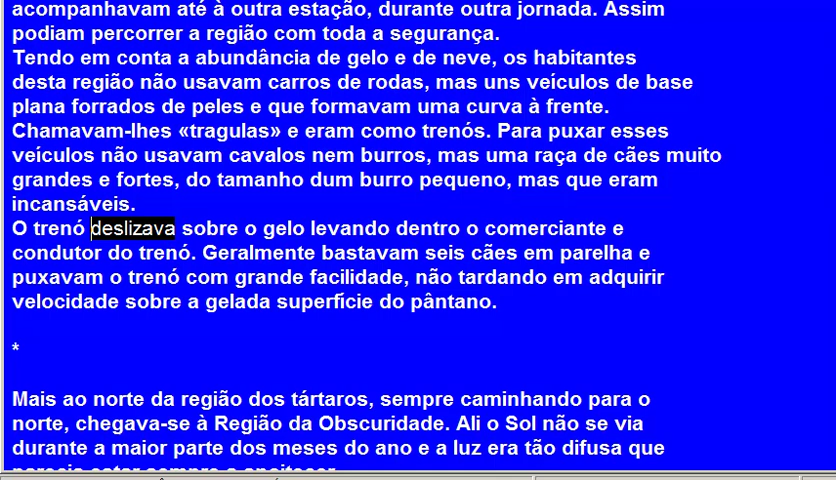 acompanhavam até à outra estação, durante outra jornada. Assim
podiam percorrer a região com toda a segurança.
Tendo em conta a abundância de gelo e de neve, os habitantes
desta região não usavam carros de rodas, mas uns veículos de base
plana forrados de peles e que formavam uma curva à frente.
Chamavam-lhes «tragulas» e eram como trenós. Para puxar esses
veículos não usavam cavalos nem burros, mas uma raça de cães muito
grandes e fortes, do tamanho dum burro pequeno, mas que eram
incansáveis.
O trenó deslizava sobre o gelo levando dentro o comerciante e
condutor do trenó. Geralmente bastavam seis cães em parelha e
puxavam o trenó com grande facilidade, não tardando em adquirir
velocidade sobre a gelada superfície do pântano.
*
Mais ao norte da região dos tártaros, sempre caminhando para o
norte, chegava-se à Região da Obscuridade. Ali o Sol não se via
durante a maior parte dos meses do ano e a luz era tão difusa que
parecia estar sempre a anoitecer.